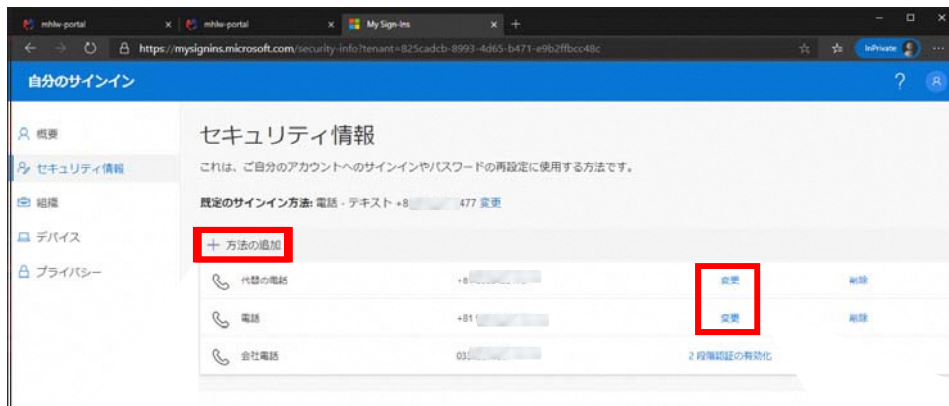 mhlw-portal
mhlw-portal
My Sign-Ins
https://mysignins.microsoft.com/security-info?tenant=825cadcb-8993-4d65-b471-e9b2ffbcc48c
InPrivate
自分のサインイン
?
概要
セキュリティ情報
組織
デバイス
プライバシー
セキュリティ情報
これは、ご自分のアカウントへのサインインやパスワードの再設定に使用する方法です。
既定のサインイン方法: 電話 - テキスト +8 477 変更
+ 方法の追加
代替の電話 +8 変更 削除
電話 +81 変更 削除
会社電話 03 2 段階認証の有効化